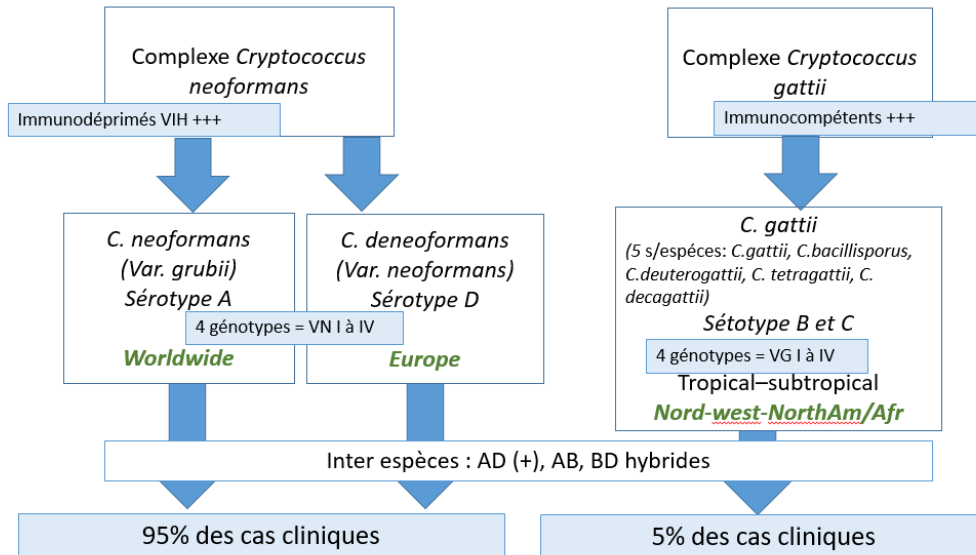 Complexe Cryptococcus
neoformans
Immunodéprimés VIH +++
Complexe Cryptococcus
gattii
Immunocompétents +++
C. neoformans
(Var. grubii)
Sérotype A
C. deneoformans
(Var. neoformans)
Sérotype D
4 génotypes = VN I à IV
Worldwide
Europe
C. gattii
(5 s/espéces: C.gattii, C.bacillisporus,
C.deuterogattii, C. tetragattii, C.
decagattii)
Sétotype B et C
4 génotypes = VG I à IV
Tropical–subtropical
Nord-west-NorthAm/Afr
Inter espèces : AD (+), AB, BD hybrides
95% des cas cliniques
5% des cas cliniques